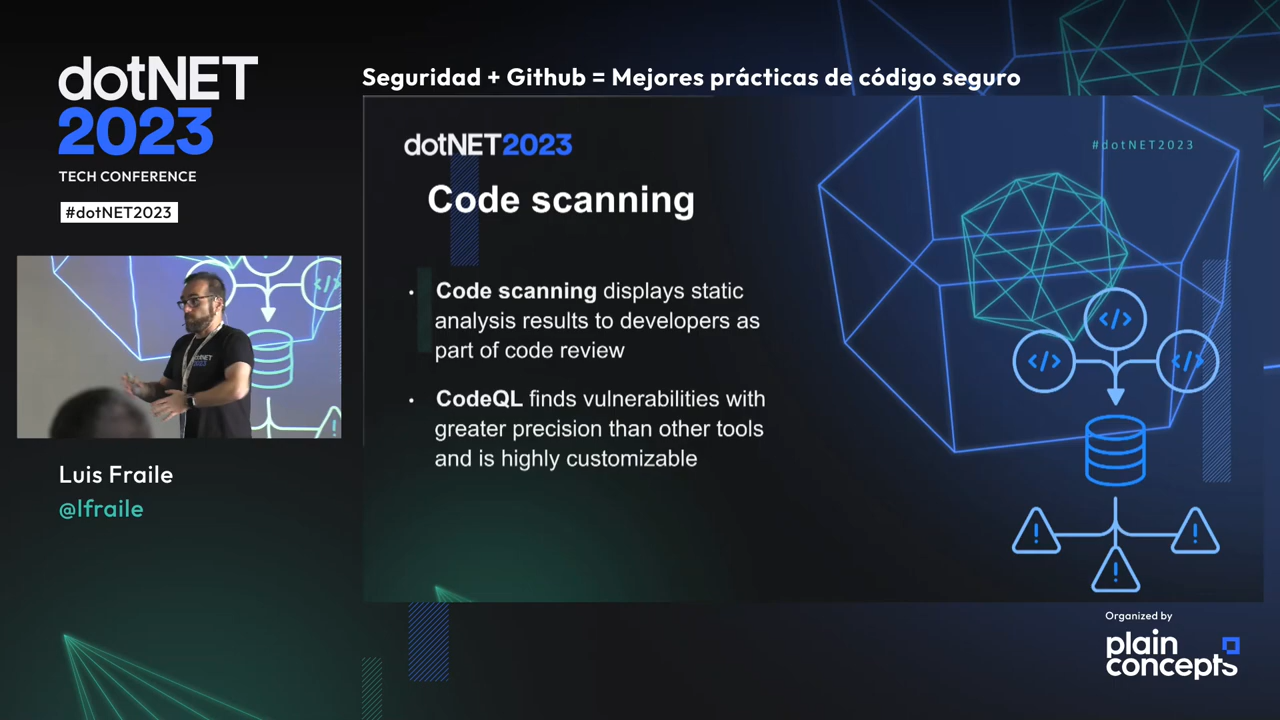 dotNET
2023
TECH CONFERENCE
#dotNET2023
Luis Fraile
@lfraile
Seguridad + Github = Mejores prácticas de código seguro
dotNET2023
#dotNET2023
Code scanning
• Code scanning displays static
analysis results to developers as
part of code review
• CodeQL finds vulnerabilities with
greater precision than other tools
and is highly customizable
</>
</>
</>
!
!
!
Organized by
plain
concepts